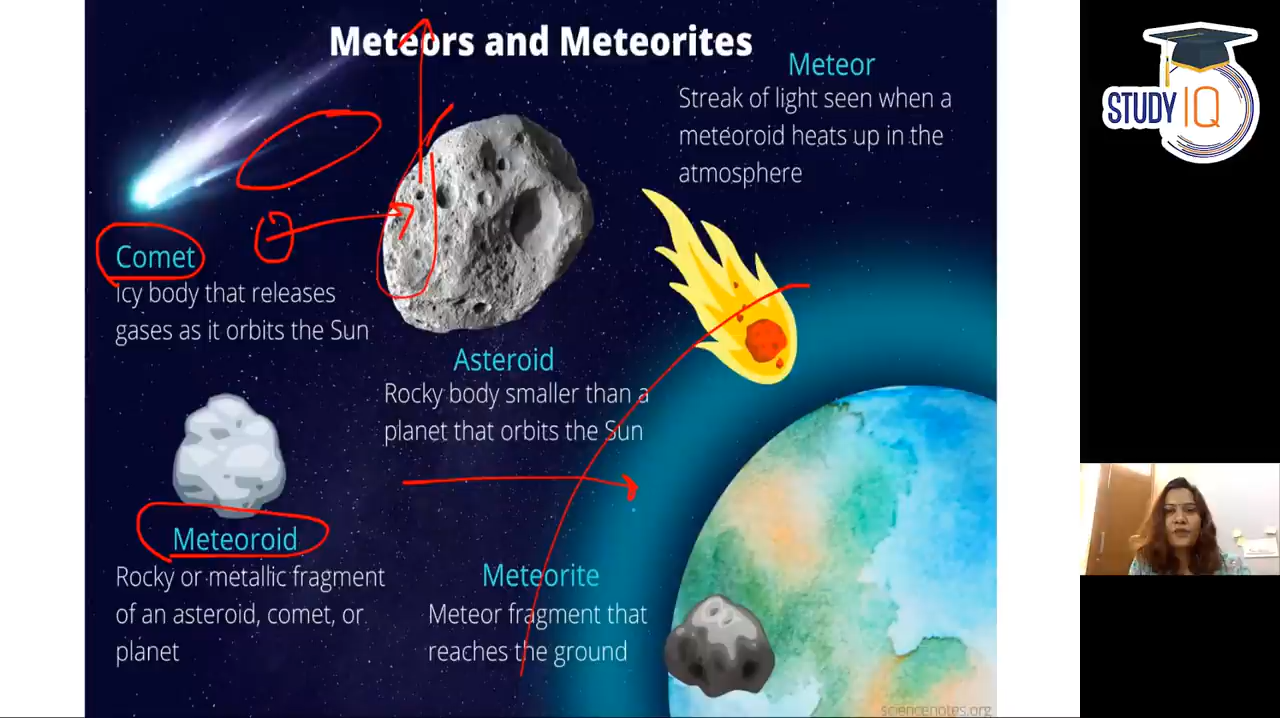 Meteors and Meteorites
Meteor
Streak of light seen when a
meteoroid heats up in the
atmosphere
Comet
Icy body that releases
gases as it orbits the Sun
Asteroid
Rocky body smaller than a
planet that orbits the Sun
Meteoroid
Rocky or metallic fragment
of an asteroid, comet, or
planet
Meteorite
Meteor fragment that
reaches the ground
sciencenotes.org
STUDY IQ